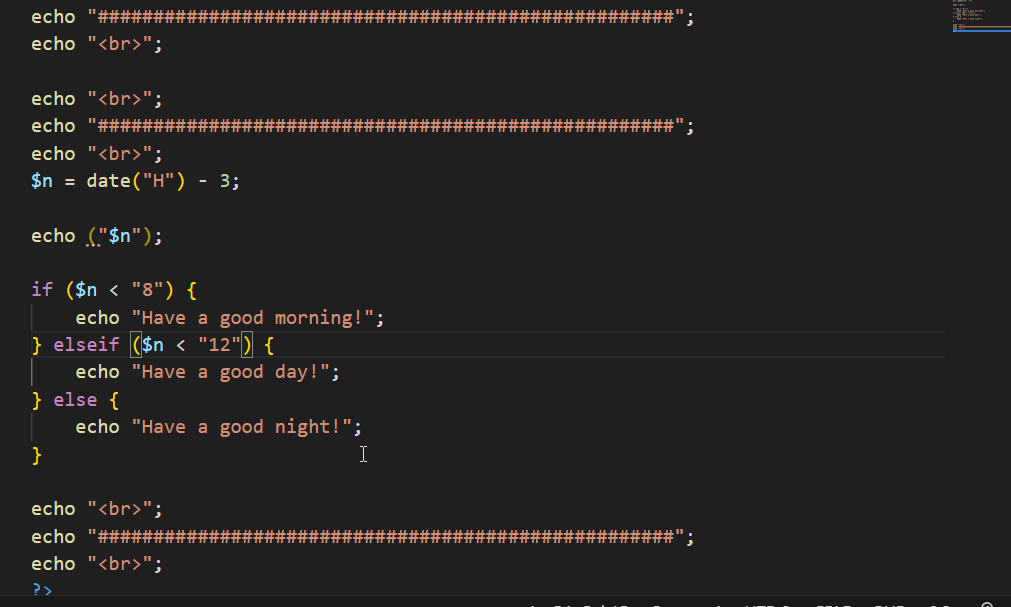 echo "####################################################";
echo "<br>";
echo "<br>";
echo "####################################################";
echo "<br>";
$n = date("H") - 3;
echo ("$n");
if ($n < "8") {
echo "Have a good morning!";
} elseif ($n < "12") {
echo "Have a good day!";
} else {
echo "Have a good night!";
}
echo "<br>";
echo "####################################################";
echo "<br>";
?>